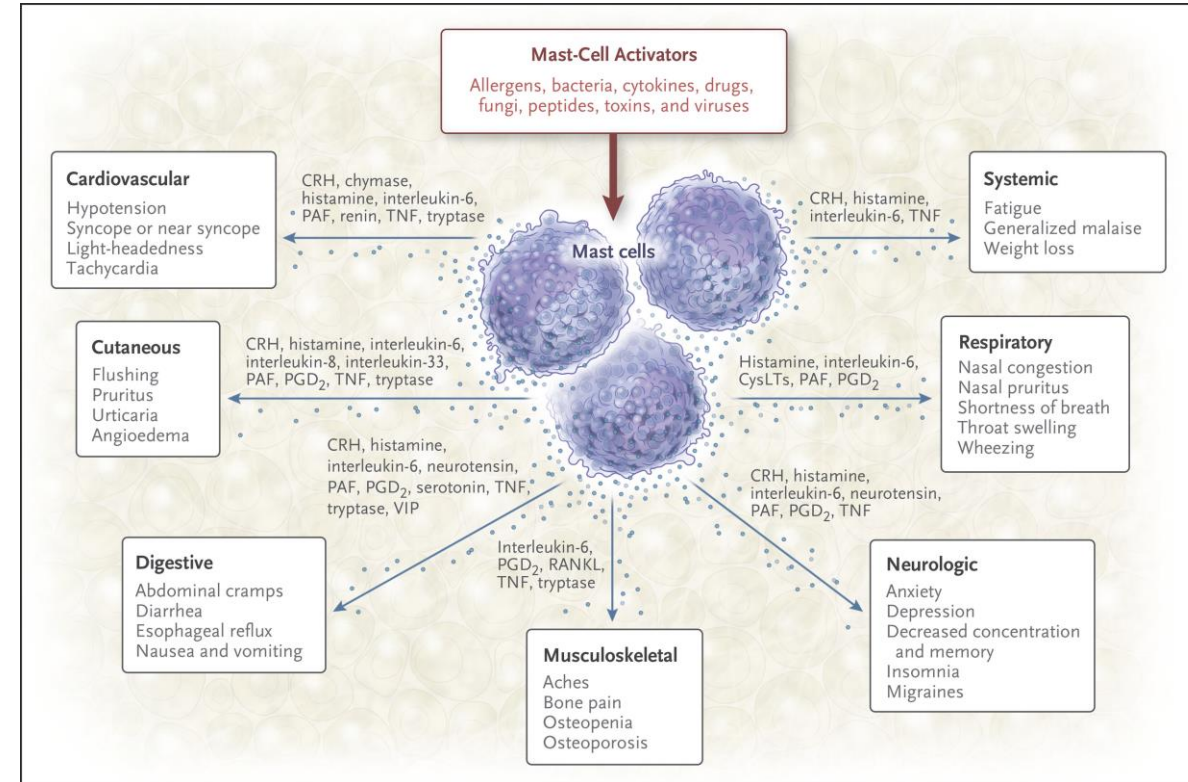 Mast-Cell Activators
Allergens, bacteria, cytokines, drugs,
fungi, peptides, toxins, and viruses
Cardiovascular
Hypotension
Syncope or near syncope
Light-headedness
Tachycardia
CRH, chymase,
histamine, interleukin-6,
PAF, renin, TNF, tryptase
Mast cells
CRH, histamine,
interleukin-6, TNF
Systemic
Fatigue
Generalized malaise
Weight loss
Cutaneous
Flushing
Pruritus
Urticaria
Angioedema
CRH, histamine, interleukin-6,
interleukin-8, interleukin-33,
PAF, PGD2, TNF, tryptase
Histamine, interleukin-6,
CysLTs, PAF, PGD2
Respiratory
Nasal congestion
Nasal pruritus
Shortness of breath
Throat swelling
Wheezing
CRH, histamine,
interleukin-6, neurotensin,
PAF, PGD2, serotonin, TNF,
tryptase, VIP
Digestive
Abdominal cramps
Diarrhea
Esophageal reflux
Nausea and vomiting
Interleukin-6,
PGD2, RANKL,
TNF, tryptase
Musculoskeletal
Aches
Bone pain
Osteopenia
Osteoporosis
CRH, histamine,
interleukin-6, neurotensin,
PAF, PGD2, TNF
Neurologic
Anxiety
Depression
Decreased concentration
and memory
Insomnia
Migraines